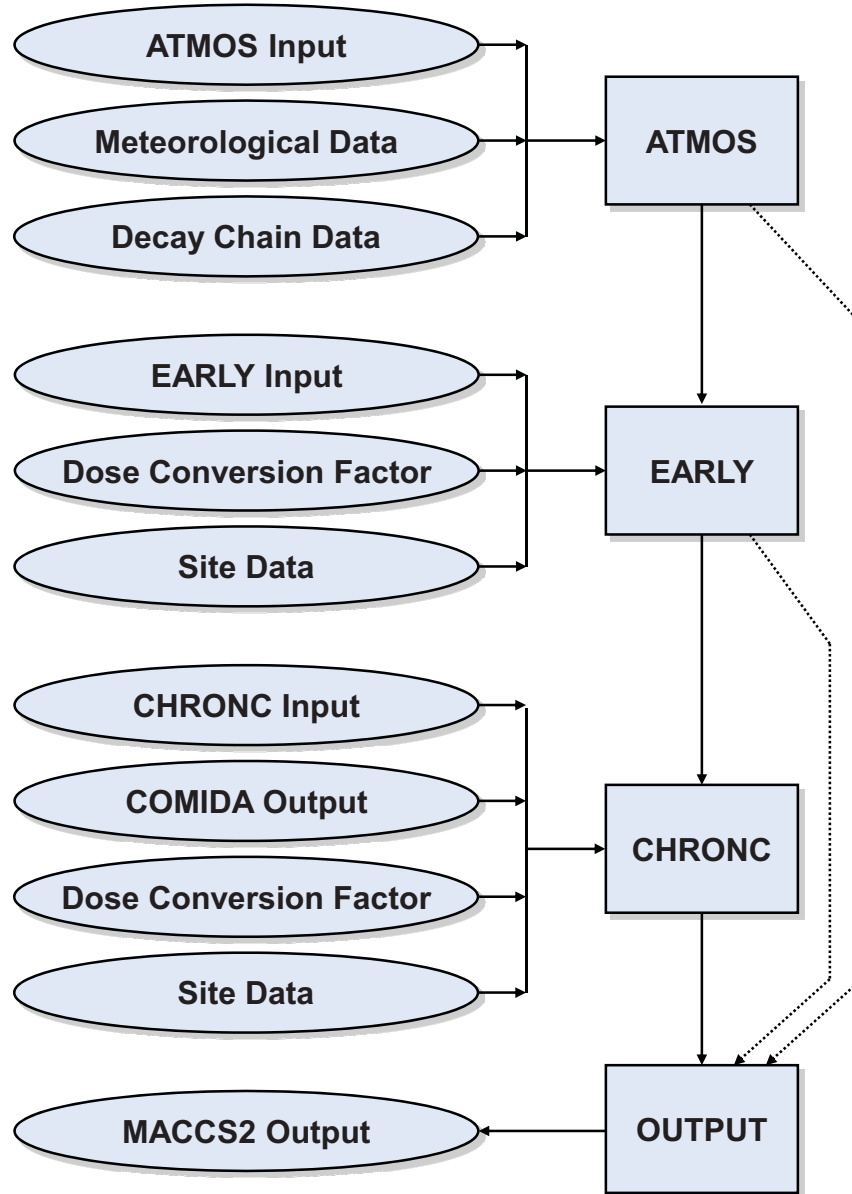 ATMOS Input
Meteorological Data
Decay Chain Data
ATMOS
EARLY Input
Dose Conversion Factor
Site Data
EARLY
CHRONC Input
COMIDA Output
Dose Conversion Factor
Site Data
CHRONC
MACCS2 Output
OUTPUT